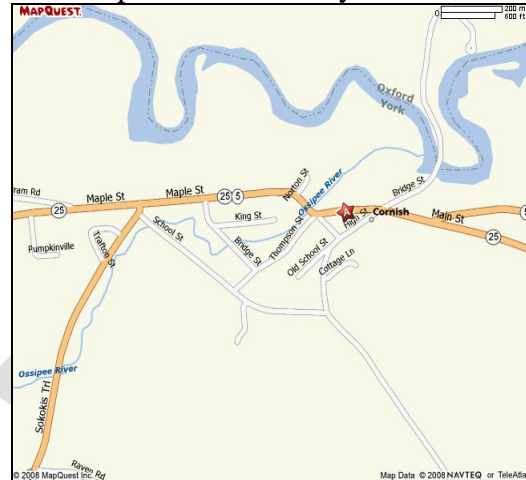 MAPQUEST.
0
200 m
600 ft
Oxford
York
Norton St
Ossipee River
Bridge St
ram Rd
Maple St
Maple St
25 5
25
King St
High St
A
Cornish
Main St
5
25
Pumpkinville
Trafton St
School St
Bridge St
Thompson St
Old School St
Cottage Ln
Ossipee River
Sokokis Trl
Raven Rd
© 2008 MapQuest Inc.
Map Data © 2008 NAVTEQ or TeleAtla